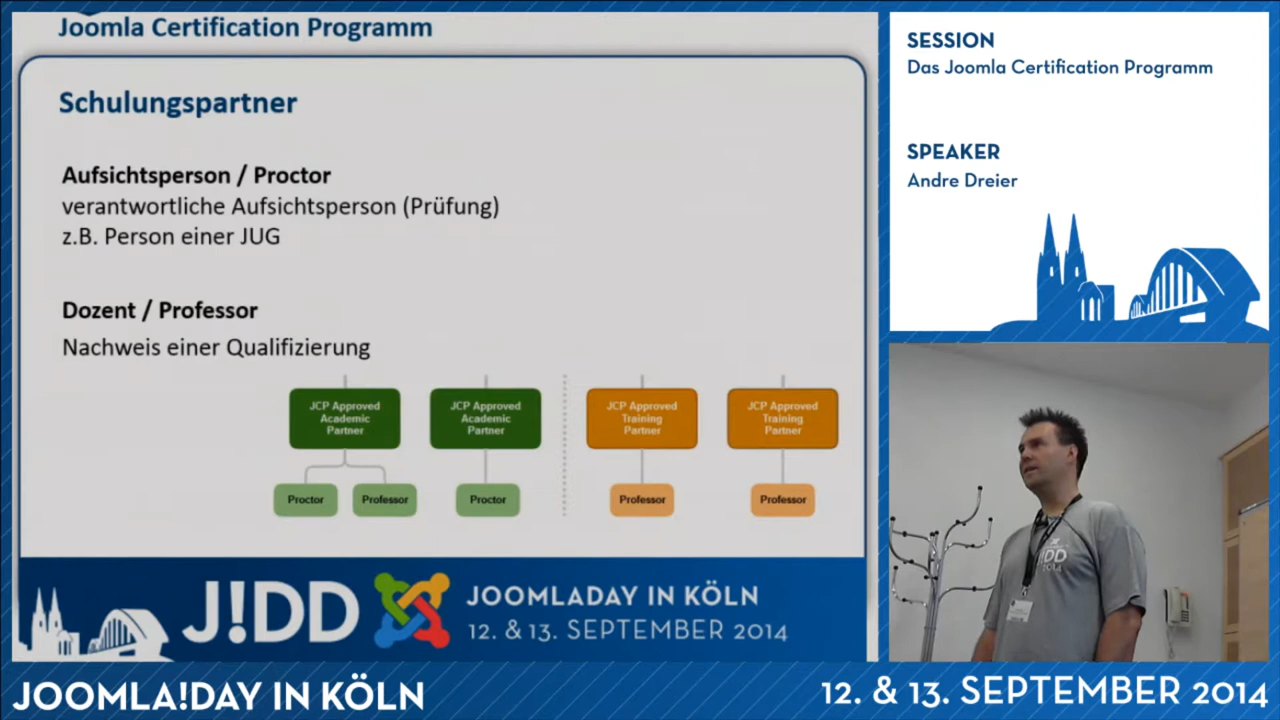 Joomla Certification Programm
Schulungspartner
Aufsichtsperson / Proctor
verantwortliche Aufsichtsperson (Prüfung)
z.B. Person einer JUG
Dozent / Professor
Nachweis einer Qualifizierung
JCP Approved
Academic
Partner
JCP Approved
Academic
Partner
JCP Approved
Training
Partner
JCP Approved
Training
Partner
Proctor
Professor
Proctor
Professor
Professor
J!DD
JOOMLADAY IN KÖLN
12. & 13. SEPTEMBER 2014
SESSION
Das Joomla Certification Programm
SPEAKER
Andre Dreier
J!DD
2014
JOOMLA!DAY IN KÖLN
12. & 13. SEPTEMBER 2014